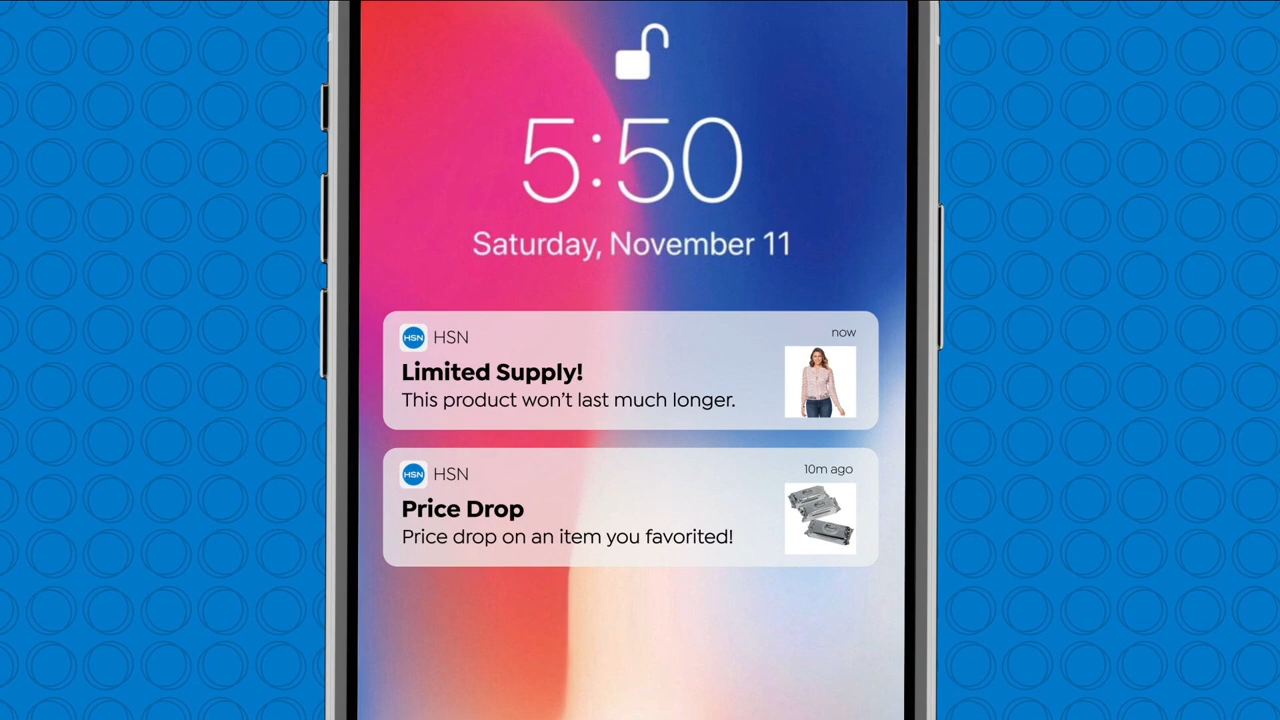 5:50
Saturday, November 11
HSN HSN
now
Limited Supply!
This product won't last much longer.
HSN HSN
10m ago
Price Drop
Price drop on an item you favorited!